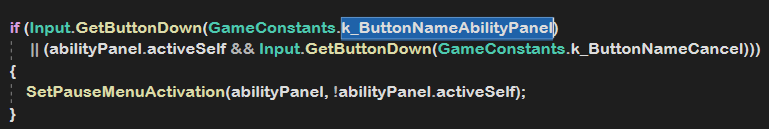 if (Input.GetButtonDown(GameConstants.k_ButtonNameAbilityPanel)
|| (abilityPanel.activeSelf && Input.GetButtonDown(GameConstants.k_ButtonNameCancel)))
{
SetPauseMenuActivation(abilityPanel, !abilityPanel.activeSelf);
}